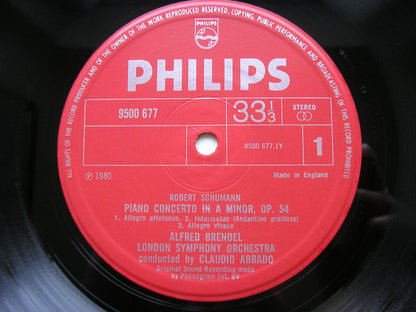 ALL RIGHTS OF THE RECORD PRODUCER AND OF THE OWNER OF THE WORK RECORDED RESERVED. COPYING, PUBLIC PERFORMANCE AND BROADCASTING OF THIS RECORD PROHIBITED
PHILIPS
PHILIPS
9500 677
33⅓
STEREO
9500 677.1Y
1
℗ 1980
Made in England
ROBERT SCHUMANN
PIANO CONCERTO IN A MINOR, OP. 54
1. Allegro affetuoso. 2. Intermezzo (Andantino grazioso)
3. Allegro vivace
ALFRED BRENDEL
LONDON SYMPHONY ORCHESTRA
conducted by CLAUDIO ABBADO
Original Sound Recording made
by Phonogram Int. BV